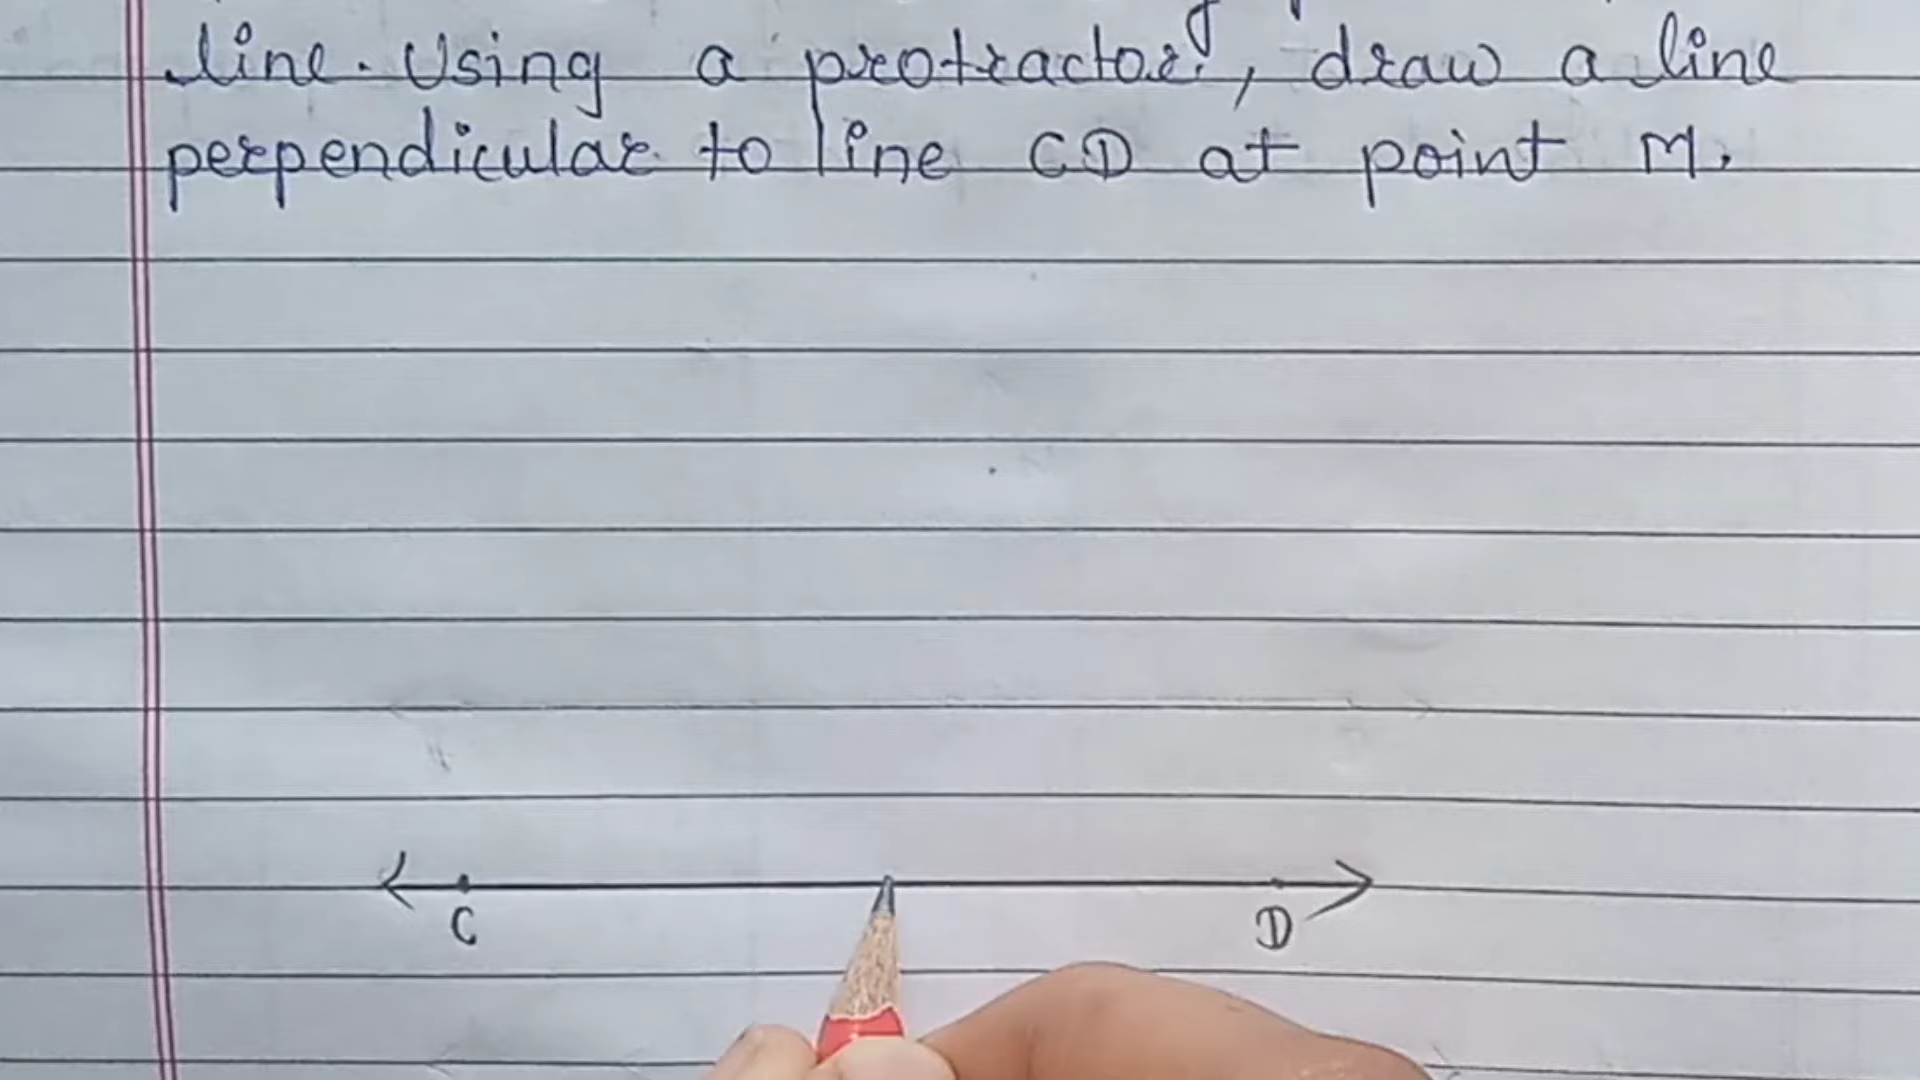 line. Using a protractor, draw a line
perpendicular to line CD at point M.
C D